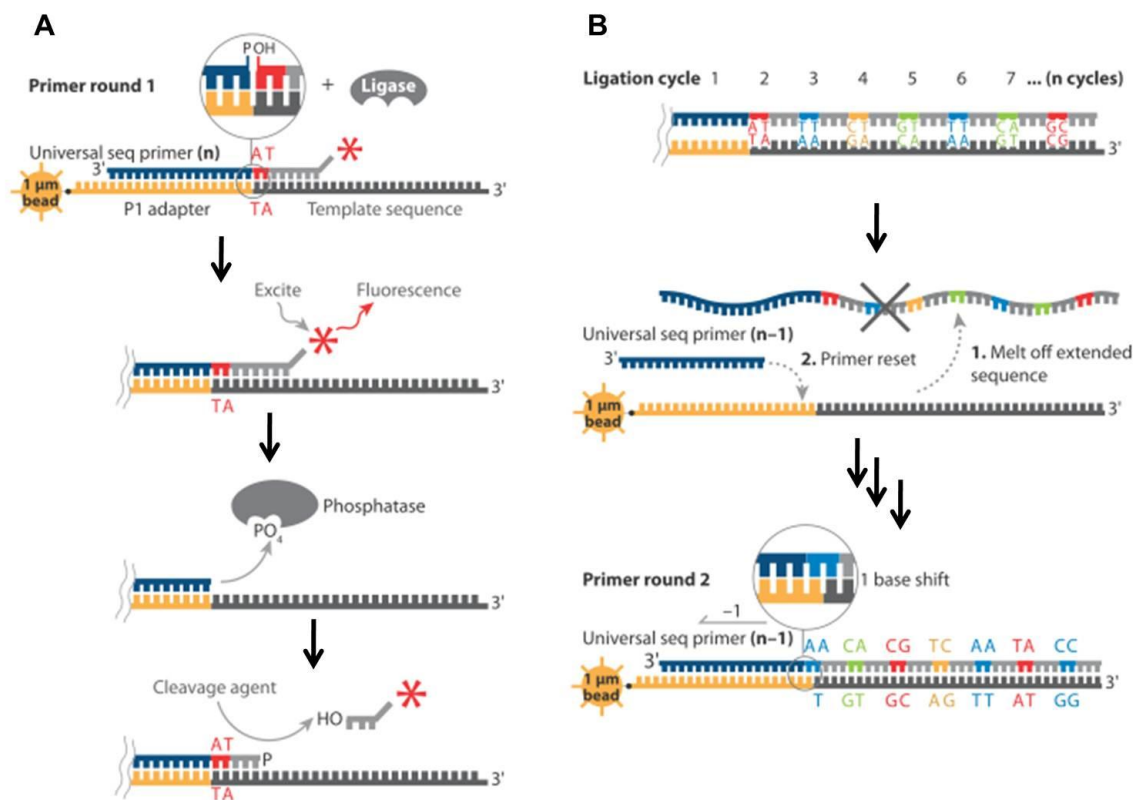 A
Primer round 1
P OH
+
Ligase
Universal seq primer (n)
AT
3'
1 µm
bead
3'
P1 adapter
TA
Template sequence
Excite
Fluorescence
TA
3'
Phosphatase
PO4
3'
Cleavage agent
HO
AT
P
TA
3'
B
Ligation cycle 1 2 3 4 5 6 7 ... (n cycles)
AT TT CT GT TT CA GC
TA AA GA CA AA GT CG
3'
Universal seq primer (n–1)
3'
2. Primer reset
1. Melt off extended
sequence
1 µm
bead
3'
Primer round 2
1 base shift
–1
Universal seq primer (n–1)
AA CA CG TC AA TA CC
3'
1 µm
bead
3'
T GT GC AG TT AT GG